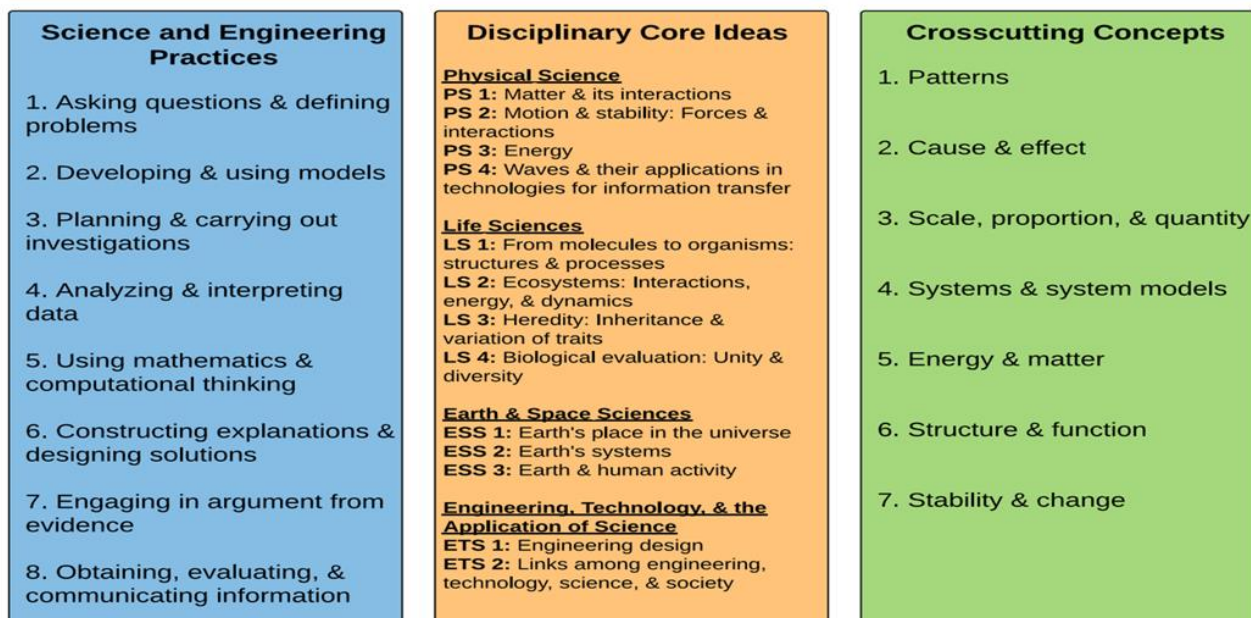 Science and Engineering
Practices
1. Asking questions & defining
problems
2. Developing & using models
3. Planning & carrying out
investigations
4. Analyzing & interpreting
data
5. Using mathematics &
computational thinking
6. Constructing explanations &
designing solutions
7. Engaging in argument from
evidence
8. Obtaining, evaluating, &
communicating information
Disciplinary Core Ideas
Physical Science
PS 1: Matter & its interactions
PS 2: Motion & stability: Forces &
interactions
PS 3: Energy
PS 4: Waves & their applications in
technologies for information transfer
Life Sciences
LS 1: From molecules to organisms:
structures & processes
LS 2: Ecosystems: Interactions,
energy, & dynamics
LS 3: Heredity: Inheritance &
variation of traits
LS 4: Biological evaluation: Unity &
diversity
Earth & Space Sciences
ESS 1: Earth's place in the universe
ESS 2: Earth's systems
ESS 3: Earth & human activity
Engineering, Technology, & the
Application of Science
ETS 1: Engineering design
ETS 2: Links among engineering,
technology, science, & society
Crosscutting Concepts
1. Patterns
2. Cause & effect
3. Scale, proportion, & quantity
4. Systems & system models
5. Energy & matter
6. Structure & function
7. Stability & change